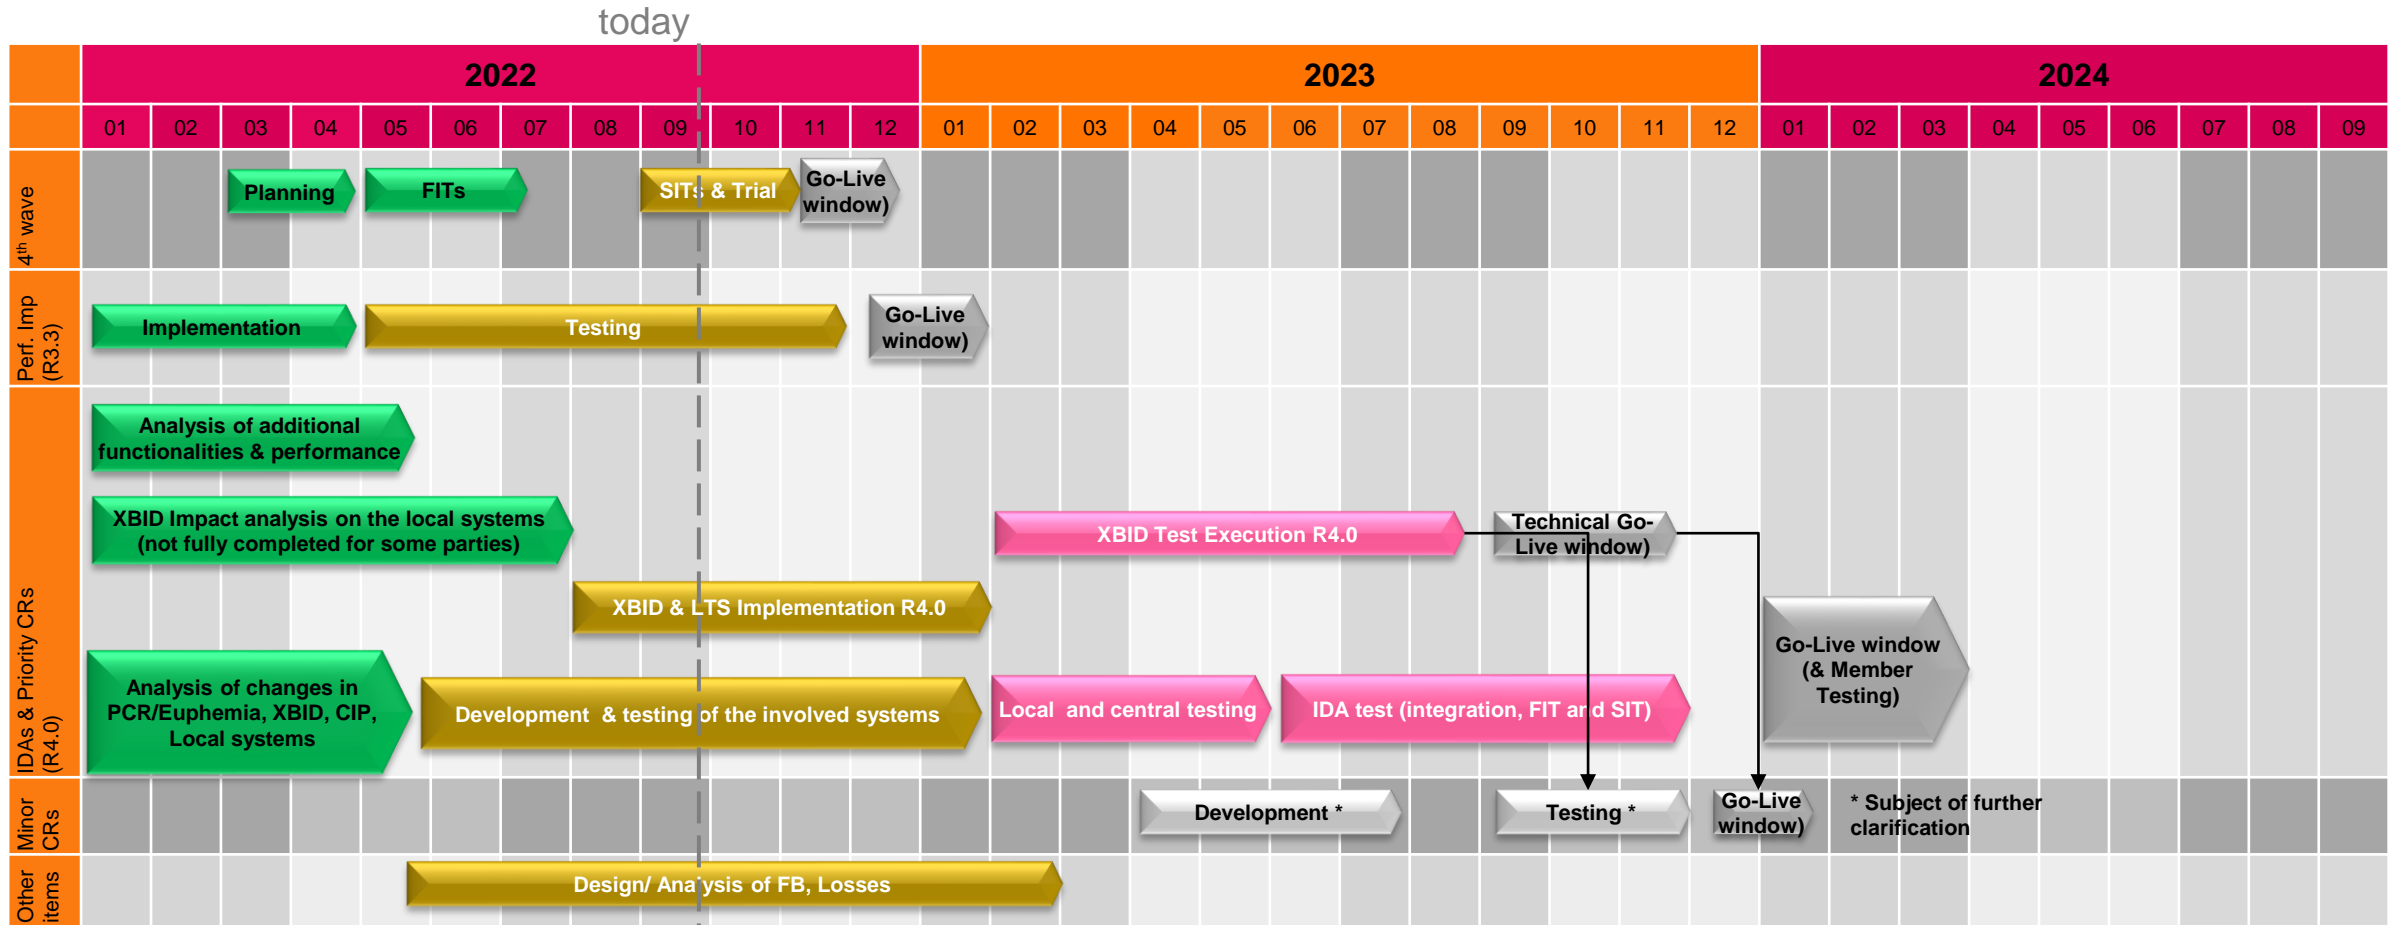 today
2022
2023
2024
01 02 03 04 05 06 07 08 09 10 11 12 01 02 03 04 05 06 07 08 09 10 11 12 01 02 03 04 05 06 07 08 09
4th wave
Planning
FITs
SITs & Trial
Go-Live
window)
Perf. Imp
(R3.3)
Implementation
Testing
Go-Live
window)
IDAs & Priority CRs
(R4.0)
Analysis of additional
functionalities & performance
XBID Impact analysis on the local systems
(not fully completed for some parties)
XBID Test Execution R4.0
Technical Go-
Live window)
XBID & LTS Implementation R4.0
Analysis of changes in
PCR/Euphemia, XBID, CIP,
Local systems
Development & testing of the involved systems
Local and central testing
IDA test (integration, FIT and SIT)
Go-Live window
(& Member
Testing)
Minor
CRs
Development *
Testing *
Go-Live
window)
* Subject of further
clarification
Other
items
Design/ Analysis of FB, Losses